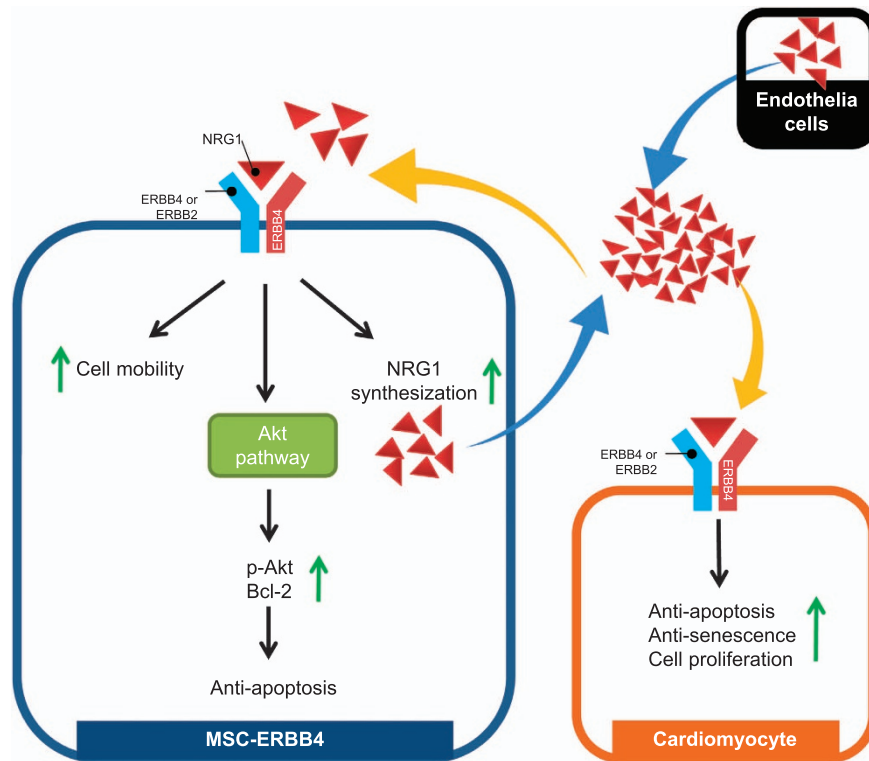 Endothelia
cells
NRG1
ERBB4 or
ERBB2
ERBB4
Cell mobility
NRG1
synthesization
Akt
pathway
p-Akt
Bcl-2
Anti-apoptosis
MSC-ERBB4
ERBB4 or
ERBB2
ERBB4
Anti-apoptosis
Anti-senescence
Cell proliferation
Cardiomyocyte